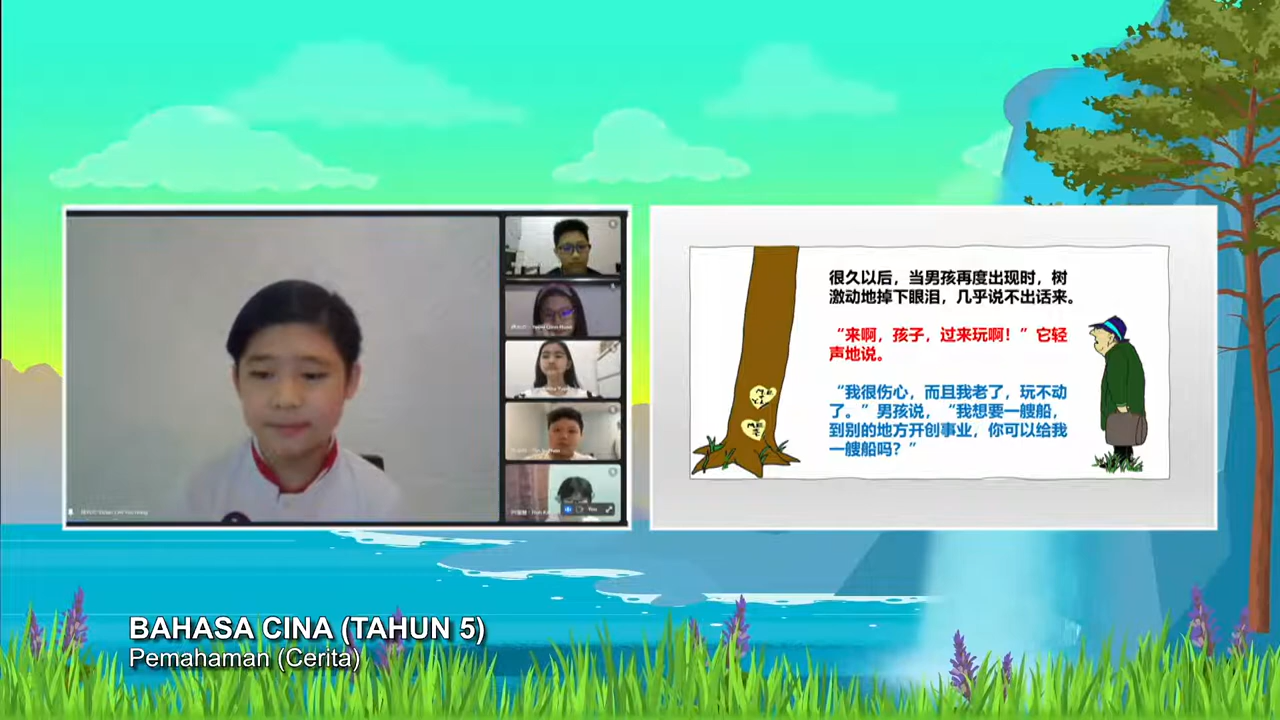 很久以后，当男孩再度出现时，树
激动地掉下眼泪，几乎说不出话来。
“来啊，孩子，过来玩啊！”它轻
声地说。
“我很伤心，而且我老了，玩不动
了。”男孩说，“我想要一艘船，
到别的地方开创事业，你可以给我
一艘船吗？”
BAHASA CINA (TAHUN 5)
Pemahaman (Cerita)